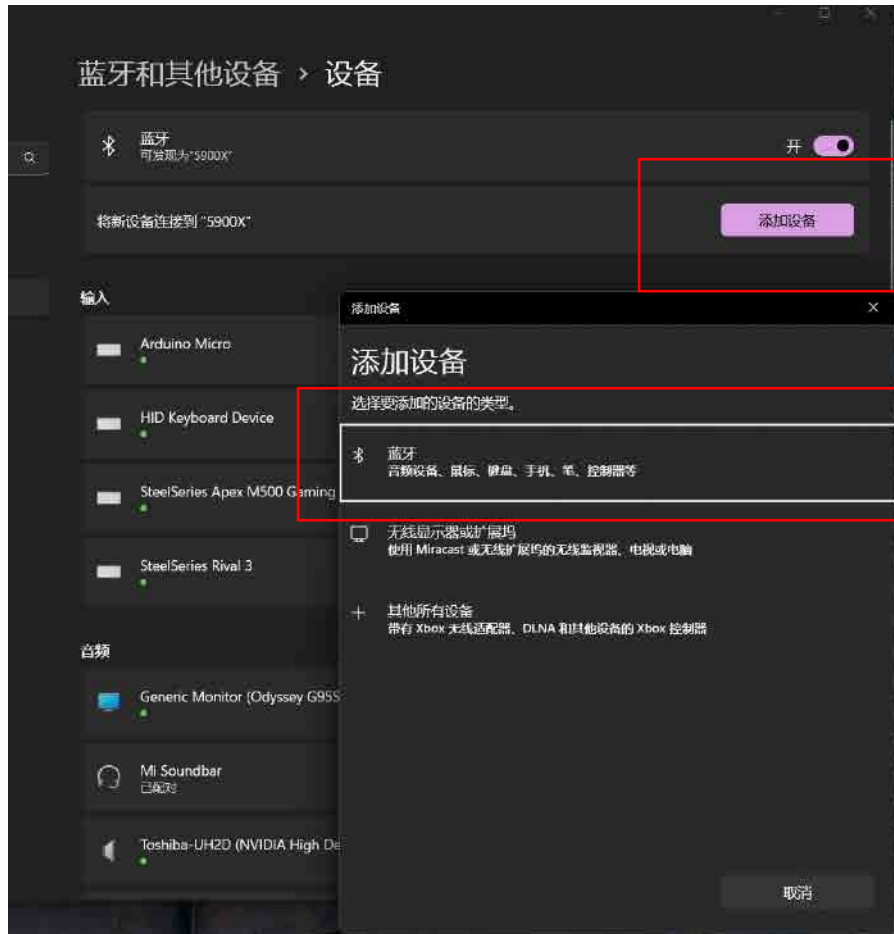 蓝牙和其他设备 › 设备
蓝牙
可发现为"5900X"
开
将新设备连接到 "5900X"
添加设备
输入
Arduino Micro
HID Keyboard Device
SteelSeries Apex M500 Gaming
SteelSeries Rival 3
音频
Generic Monitor (Odyssey G95S
Mi Soundbar
已配对
Toshiba-UH2D (NVIDIA High De
添加设备
添加设备
选择要添加的设备的类型。
蓝牙
音频设备、鼠标、键盘、手机、笔、控制器等
无线显示器或扩展坞
使用 Miracast 或无线扩展坞的无线监视器、电视或电脑
其他所有设备
带有 Xbox 无线适配器、DLNA 和其他设备的 Xbox 控制器
取消